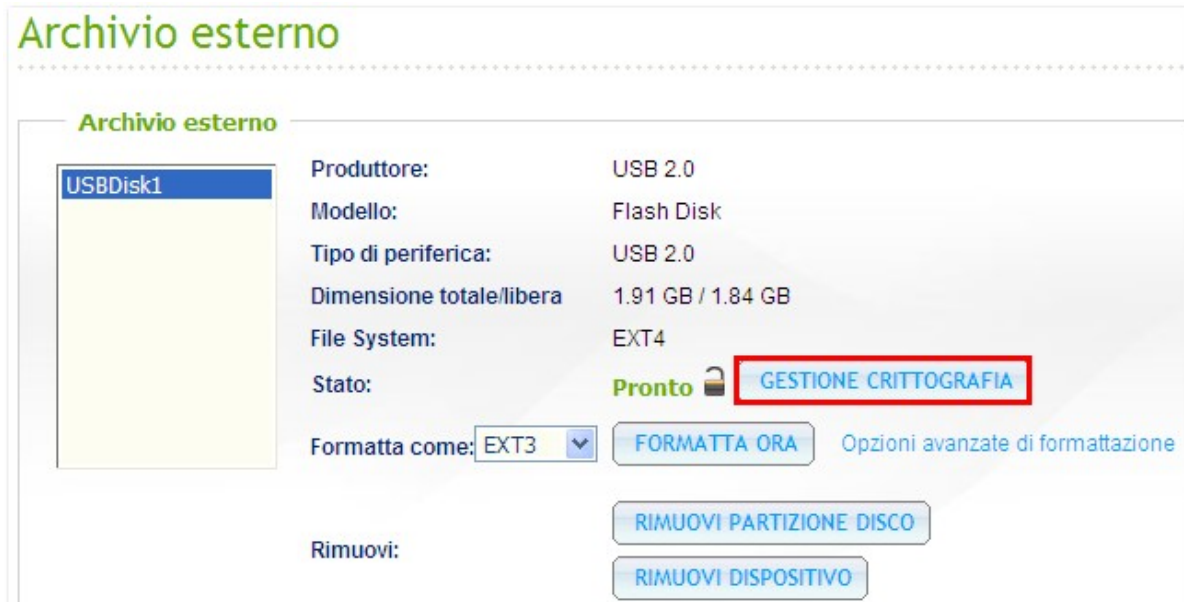 Archivio esterno
Archivio esterno
USBDisk1
Produttore: USB 2.0
Modello: Flash Disk
Tipo di periferica: USB 2.0
Dimensione totale/libera 1.91 GB / 1.84 GB
File System: EXT4
Stato: Pronto GESTIONE CRITTOGRAFIA
Formatta come: EXT3 FORMATTA ORA Opzioni avanzate di formattazione
RIMUOVI PARTIZIONE DISCO
Rimuovi:
RIMUOVI DISPOSITIVO